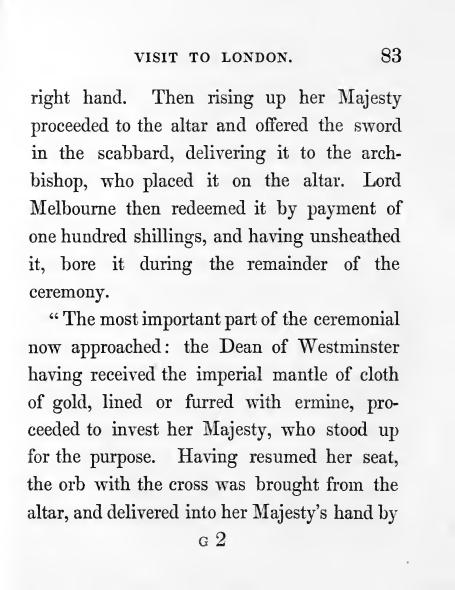 VISIT TO LONDON. 83
right hand. Then rising up her Majesty
proceeded to the altar and offered the sword
in the scabbard, delivering it to the arch-
bishop, who placed it on the altar. Lord
Melbourne then redeemed it by payment of
one hundred shillings, and having unsheathed
it, bore it during the remainder of the
ceremony.
“ The most important part of the ceremonial
now approached: the Dean of Westminster
having received the imperial mantle of cloth
of gold, lined or furred with ermine, pro-
ceeded to invest her Majesty, who stood up
for the purpose. Having resumed her seat,
the orb with the cross was brought from the
altar, and delivered into her Majesty's hand by
G 2